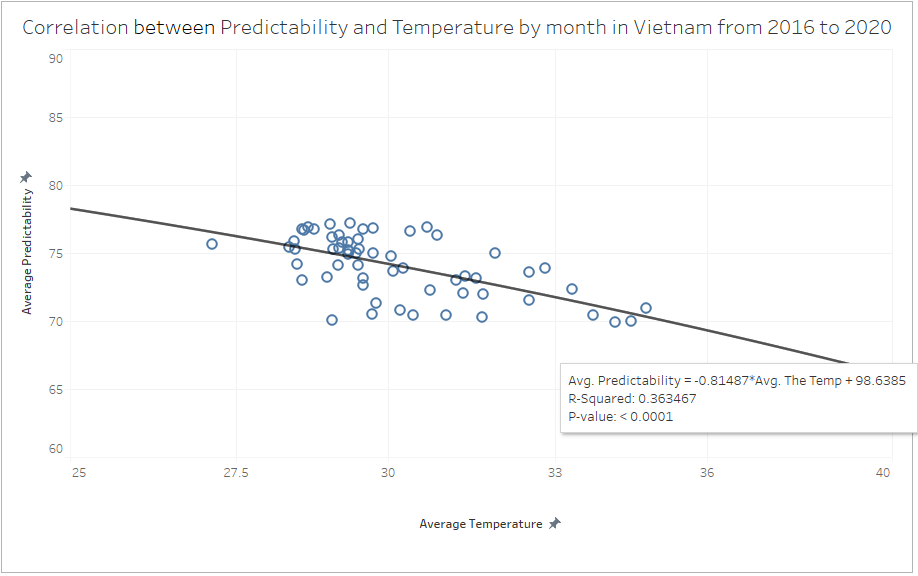 Correlation between Predictability and Temperature by month in Vietnam from 2016 to 2020
90
85
80
75
70
65
60
Average Predictability
25 27.5 30 33 36 40
Average Temperature
Avg. Predictability = -0.81487*Avg. The Temp + 98.6385
R-Squared: 0.363467
P-value: < 0.0001